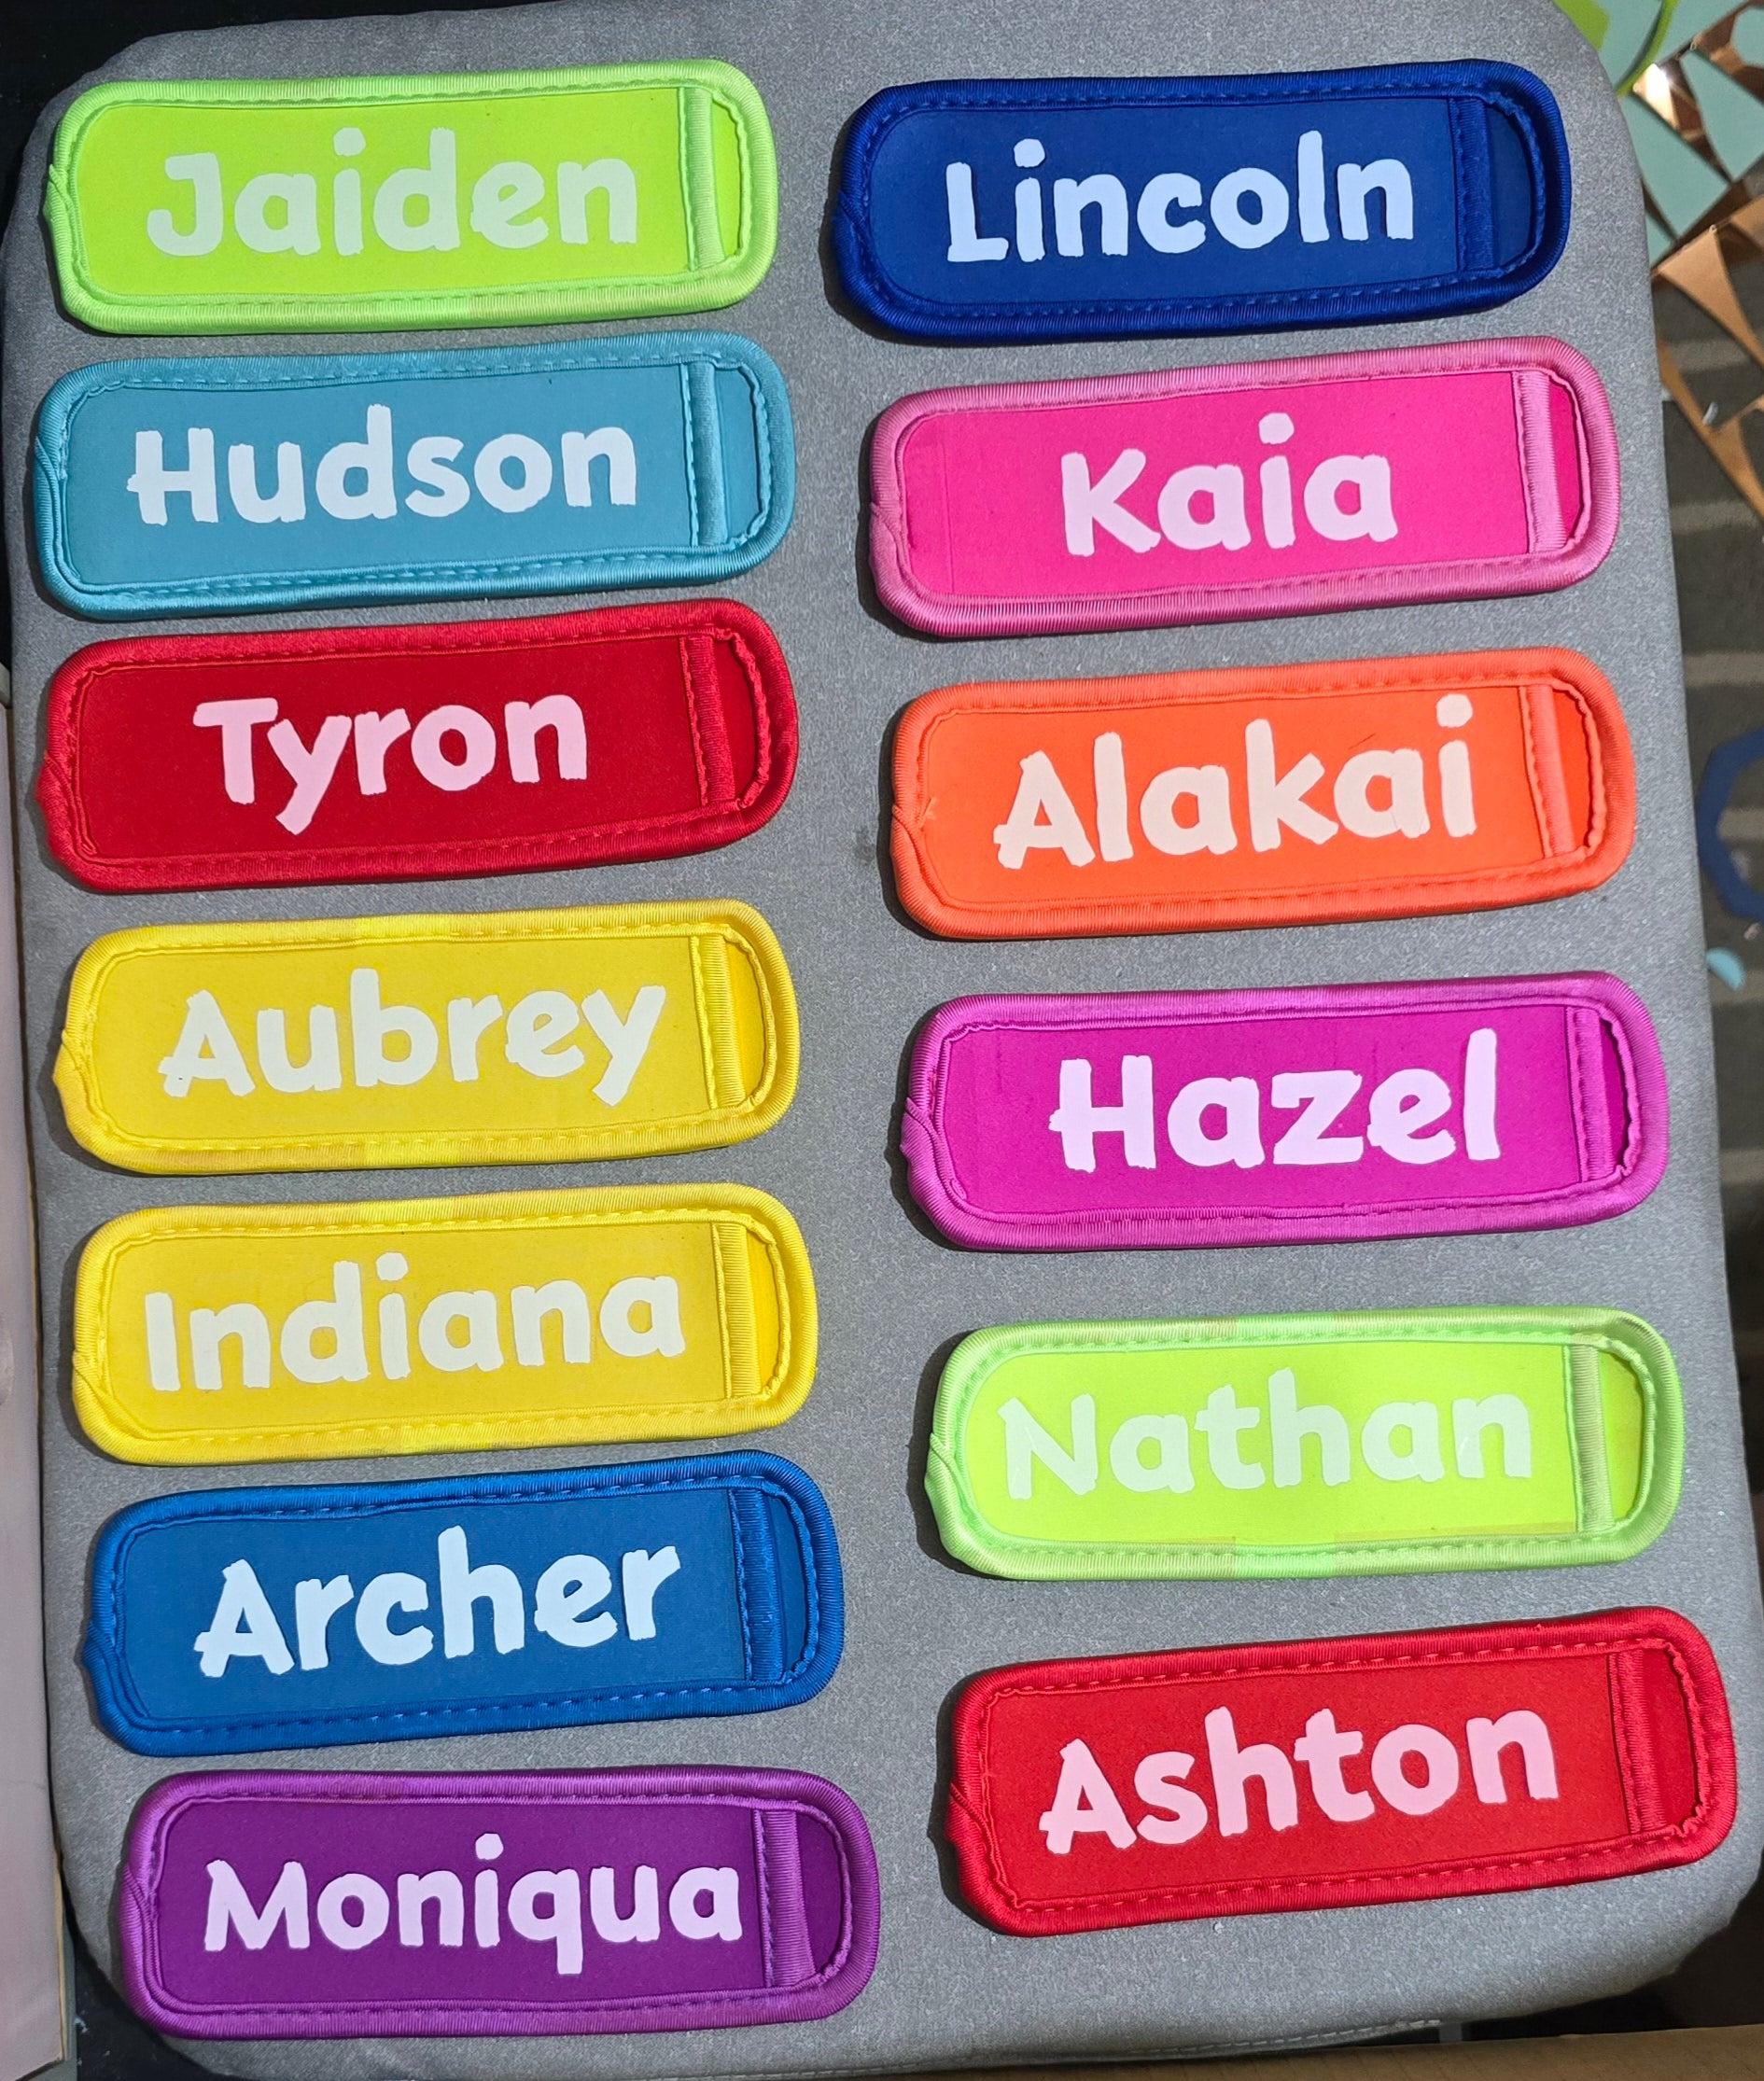 Jaiden
Hudson
Tyron
Aubrey
Indiana
Archer
Moniqua
Lincoln
Kaia
Alakai
Hazel
Nathan
Ashton